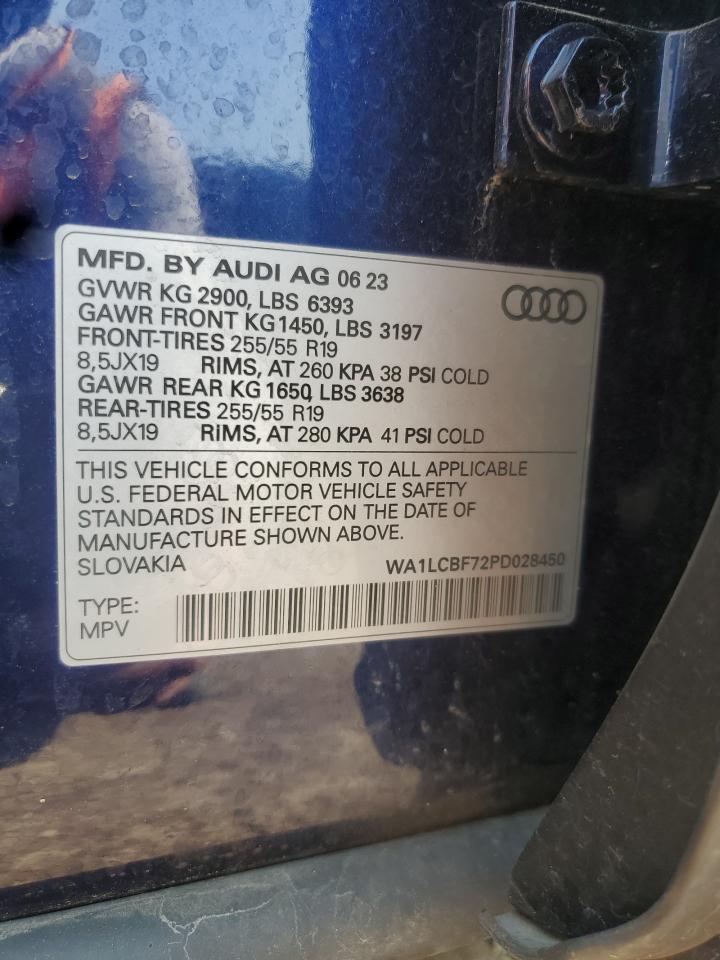 MFD. BY AUDI AG 06 23
GVWR KG 2900, LBS 6393
GAWR FRONT KG1450, LBS 3197
FRONT-TIRES 255/55 R19
8,5JX19 RIMS, AT 260 KPA 38 PSI COLD
GAWR REAR KG 1650, LBS 3638
REAR-TIRES 255/55 R19
8,5JX19 RIMS, AT 280 KPA 41 PSI COLD
THIS VEHICLE CONFORMS TO ALL APPLICABLE
U.S. FEDERAL MOTOR VEHICLE SAFETY
STANDARDS IN EFFECT ON THE DATE OF
MANUFACTURE SHOWN ABOVE.
SLOVAKIA WA1LCBF72PD028450
TYPE:
MPV